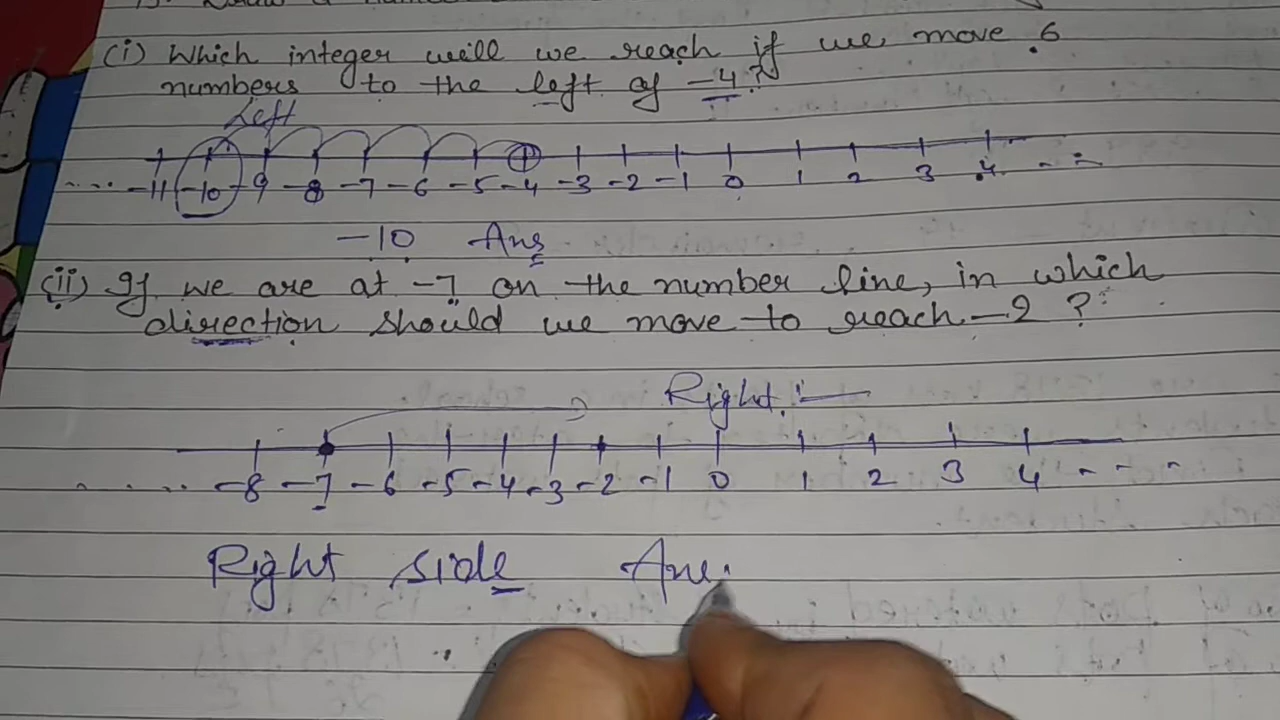 (i) Which integer will we reach if we move 6
numbers to the left of -4?
Left
.... -11 -10 -9 -8 -7 -6 -5 -4 -3 -2 -1 0 1 2 3 4 ...
-10 Ans
(ii) If we are at -7 on the number line, in which
direction should we move to reach -2 ?
Right :-
..... -8 -7 -6 -5 -4 -3 -2 -1 0 1 2 3 4 - - -
Right side Ans.